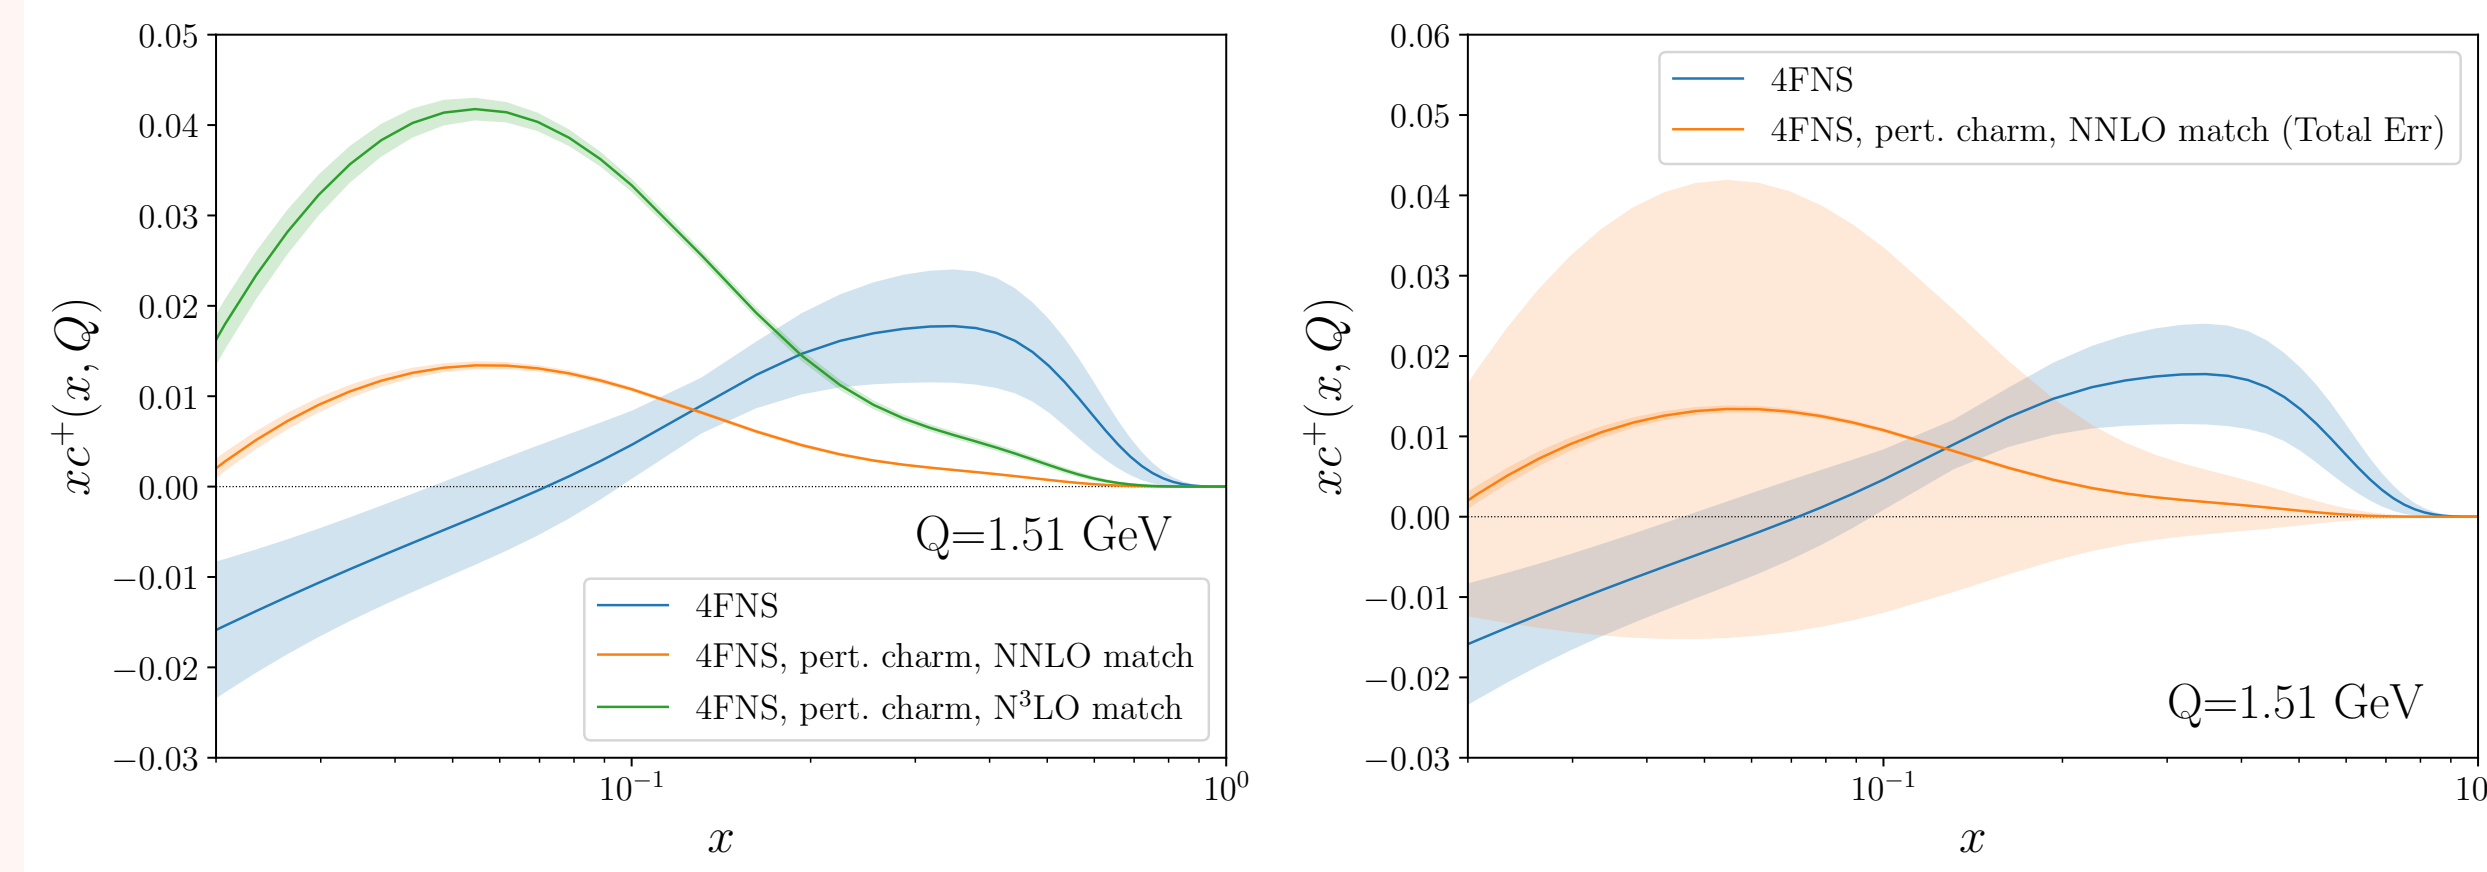 0.05
0.04
0.03
0.02
0.01
0.00
−0.01
−0.02
−0.03
xc⁺(x, Q)
Q=1.51 GeV
4FNS
4FNS, pert. charm, NNLO match
4FNS, pert. charm, N³LO match
10⁻¹
10⁰
x
0.06
0.05
0.04
0.03
0.02
0.01
0.00
−0.01
−0.02
−0.03
xc⁺(x, Q)
4FNS
4FNS, pert. charm, NNLO match (Total Err)
Q=1.51 GeV
10⁻¹
10
x